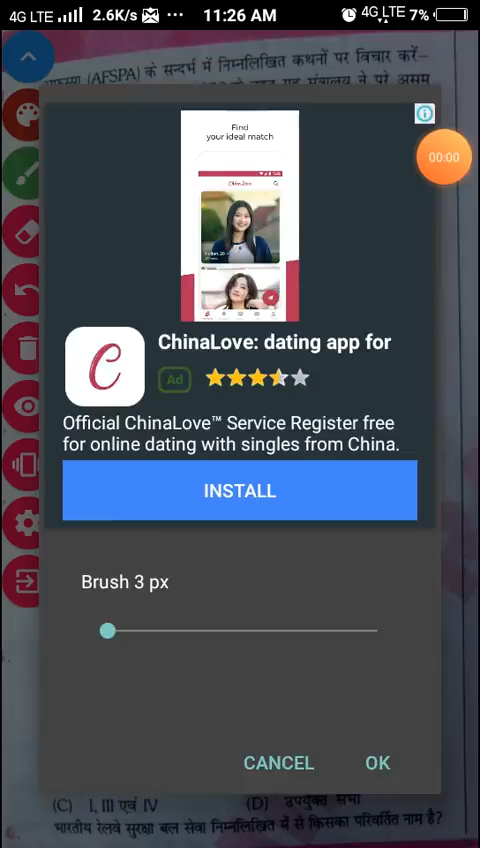 4G LTE 2.6K/s ... 11:26 AM 4G LTE 7%
(AFSPA) के सन्दर्भ में निम्नलिखित कथनों पर विचार करें–
00:00
Find
your ideal match
ChinaLove
ChinaLove: dating app for
C
Ad
Official ChinaLove™ Service Register free
for online dating with singles from China.
INSTALL
Brush 3 px
CANCEL OK
(C) I, III एवं IV (D) उपर्युक्त सभी
6. भारतीय रेलवे सुरक्षा बल सेवा निम्नलिखित में से किसका परिवर्तित नाम है?